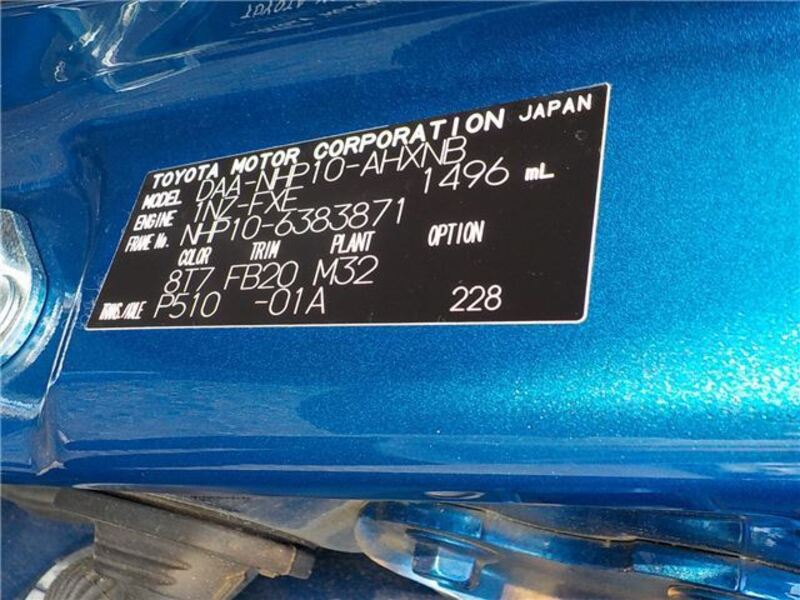 TOYOTA MOTOR CORPORATION JAPAN
MODEL DAA-NHP10-AHXNB
ENGINE 1NZ-FXE 1496 mL
FRAME No. NHP10-6383871
COLOR TRIM PLANT OPTION
8T7 FB20 M32
TRANS./AXLE P510 -01A 228